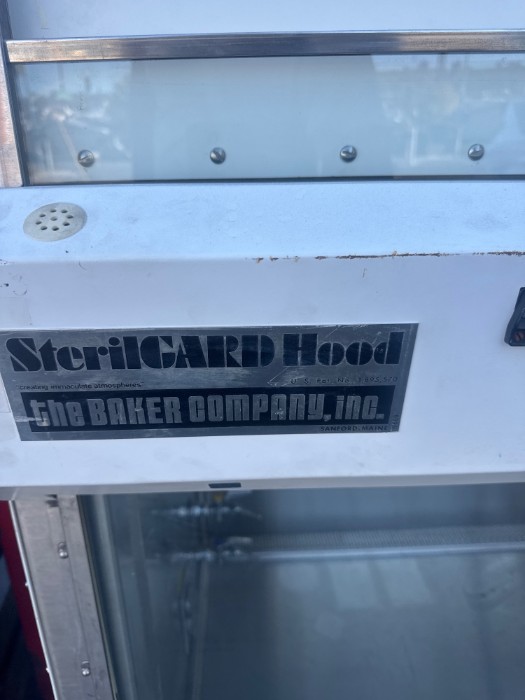 SterilGARD Hood
"creating immaculate atmospheres"
the BAKER COMPANY, inc.
SANFORD, MAINE